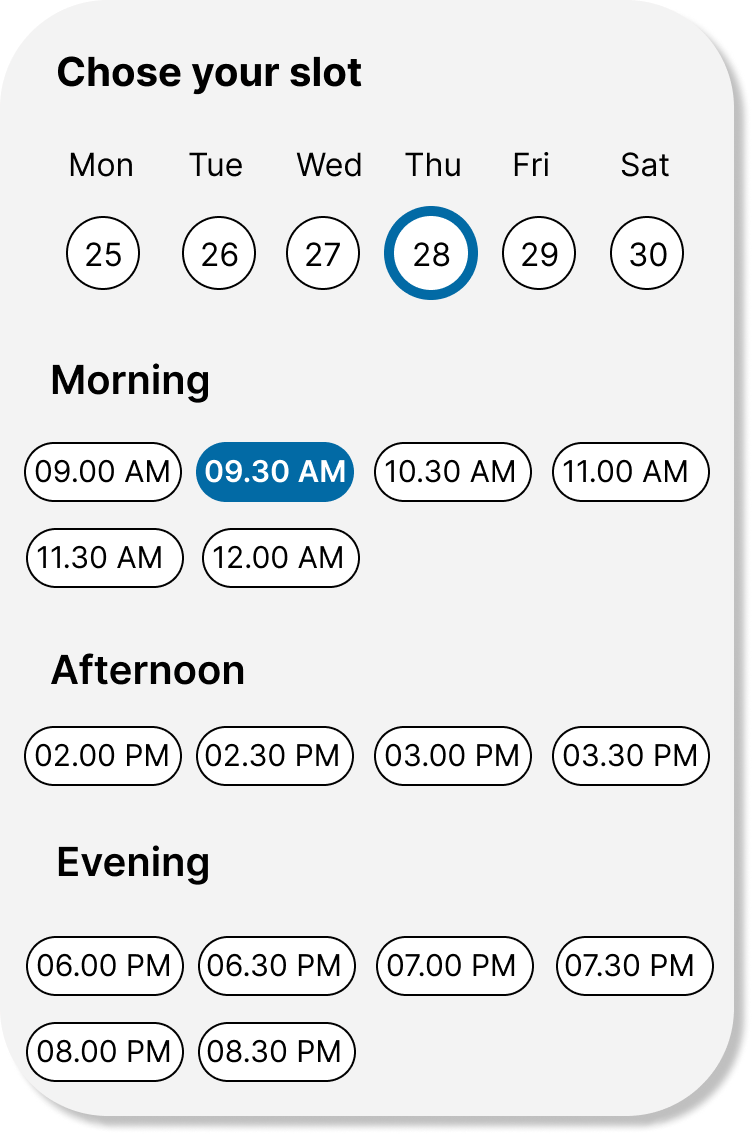 Chose your slot
Mon Tue Wed Thu Fri Sat
25 26 27 28 29 30
Morning
09.00 AM 09.30 AM 10.30 AM 11.00 AM
11.30 AM 12.00 AM
Afternoon
02.00 PM 02.30 PM 03.00 PM 03.30 PM
Evening
06.00 PM 06.30 PM 07.00 PM 07.30 PM
08.00 PM 08.30 PM